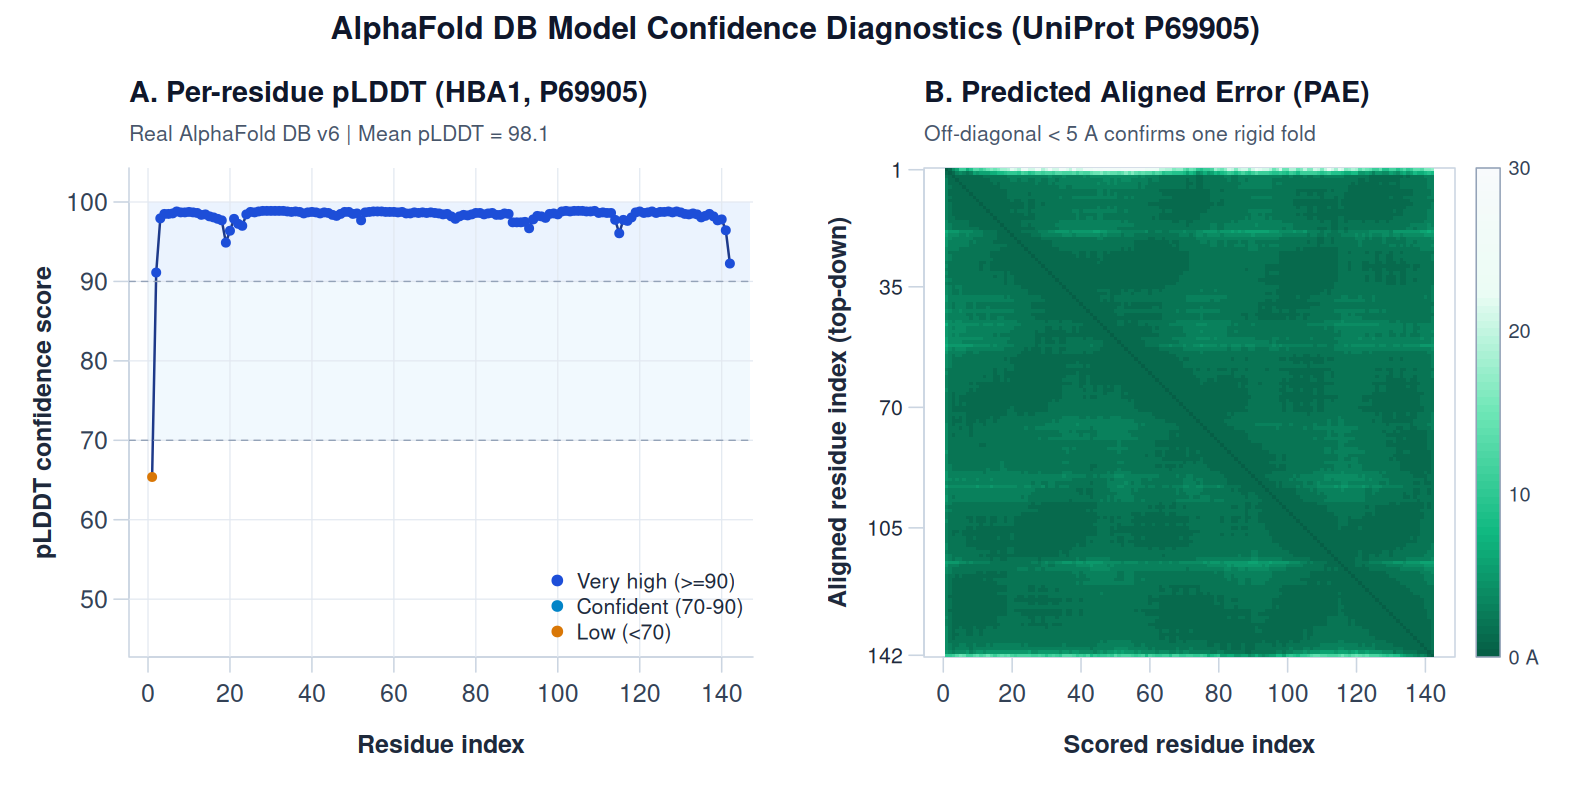 AlphaFold DB Model Confidence Diagnostics (UniProt P69905)
A. Per-residue pLDDT (HBA1, P69905)
Real AlphaFold DB v6 | Mean pLDDT = 98.1
pLDDT confidence score
100
90
80
70
60
50
Very high (>=90)
Confident (70-90)
Low (<70)
0 20 40 60 80 100 120 140
Residue index
B. Predicted Aligned Error (PAE)
Off-diagonal < 5 A confirms one rigid fold
Aligned residue index (top-down)
1
35
70
105
142
0 20 40 60 80 100 120 140
Scored residue index
30
20
10
0 A